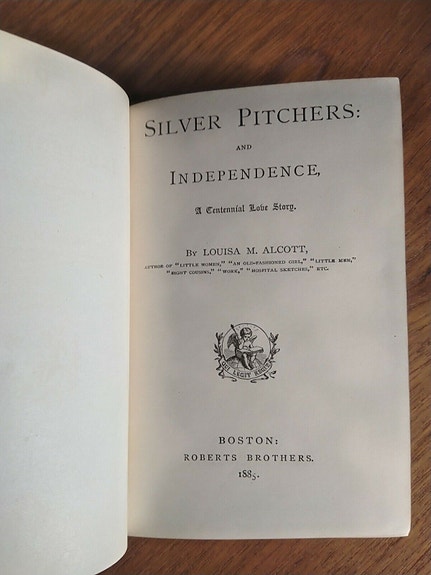 SILVER PITCHERS:
AND
INDEPENDENCE,
A Centennial Love Story.
BY LOUISA M. ALCOTT,
AUTHOR OF "LITTLE WOMEN," "AN OLD-FASHIONED GIRL," "LITTLE MEN,"
"EIGHT COUSINS," "WORK," "HOSPITAL SKETCHES," ETC.
QUI LEGIT REGIT
BOSTON:
ROBERTS BROTHERS.
1885.